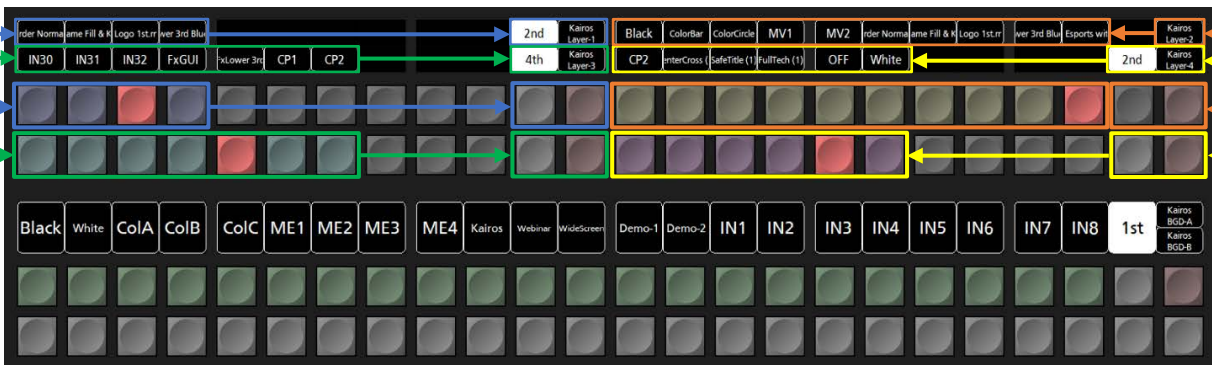 rder Norma ame Fill & K Logo 1st.rr wer 3rd Blu 2nd Kairos Layer-1 Black ColorBar ColorCircle MV1 MV2 rder Norma ame Fill & K Logo 1st.rr wer 3rd Blu Esports wit Kairos Layer-2
IN30 IN31 IN32 FxGUI FxLower 3rd CP1 CP2 4th Kairos Layer-3 CP2 enterCross ( SafeTitle (1) FullTech (1) OFF White 2nd Kairos Layer-4
Black White ColA ColB ColC ME1 ME2 ME3 ME4 Kairos Webinar WideScreen Demo-1 Demo-2 IN1 IN2 IN3 IN4 IN5 IN6 IN7 IN8 1st Kairos BGD-A Kairos BGD-B